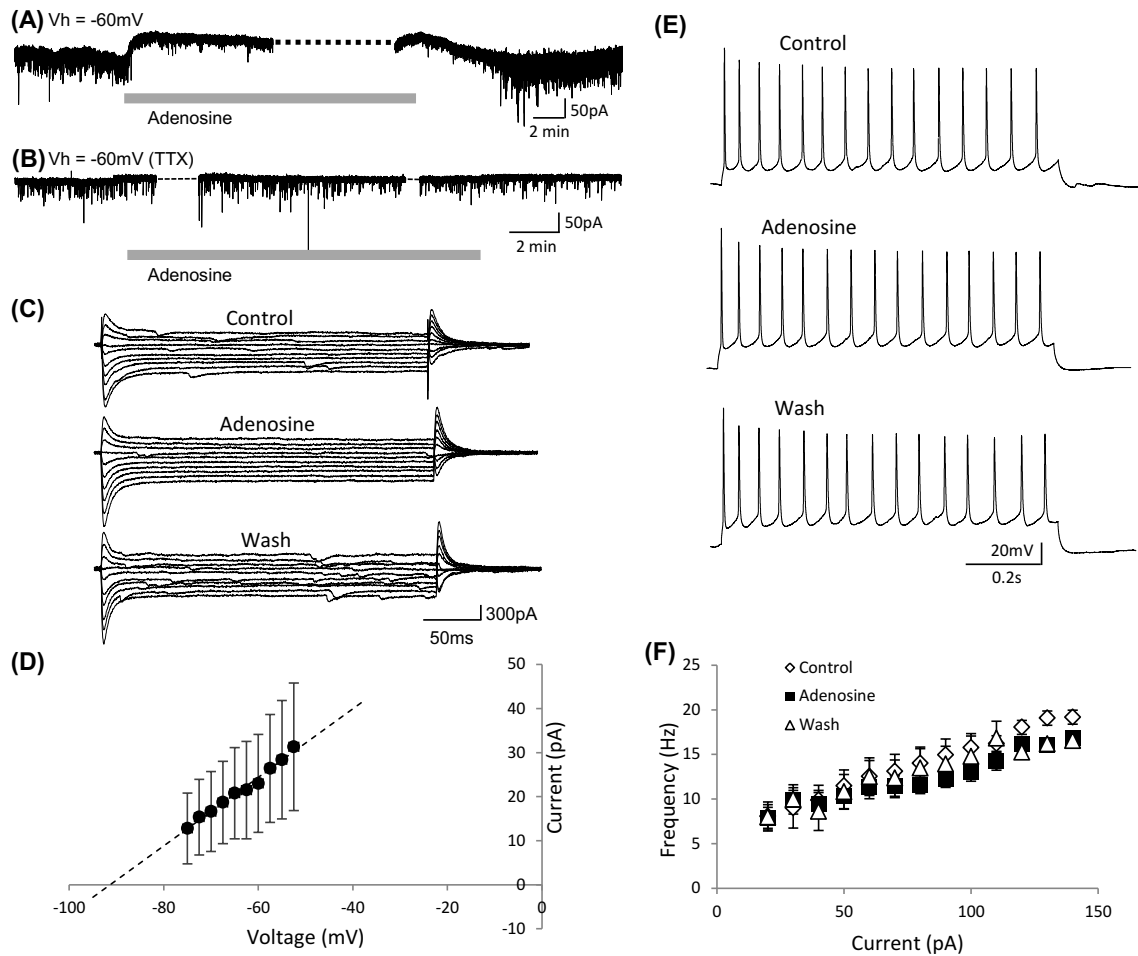 (A) Vh = -60mV
Adenosine
50pA
2 min
(B) Vh = -60mV (TTX)
Adenosine
50pA
2 min
(C)
Control
Adenosine
Wash
300pA
50ms
(D)
50
40
30
20
10
0
-10
Current (pA)
-100
-80
-60
-40
-20
0
Voltage (mV)
(E)
Control
Adenosine
Wash
20mV
0.2s
(F)
25
20
15
10
5
0
Frequency (Hz)
Control
Adenosine
Wash
0
50
100
150
Current (pA)